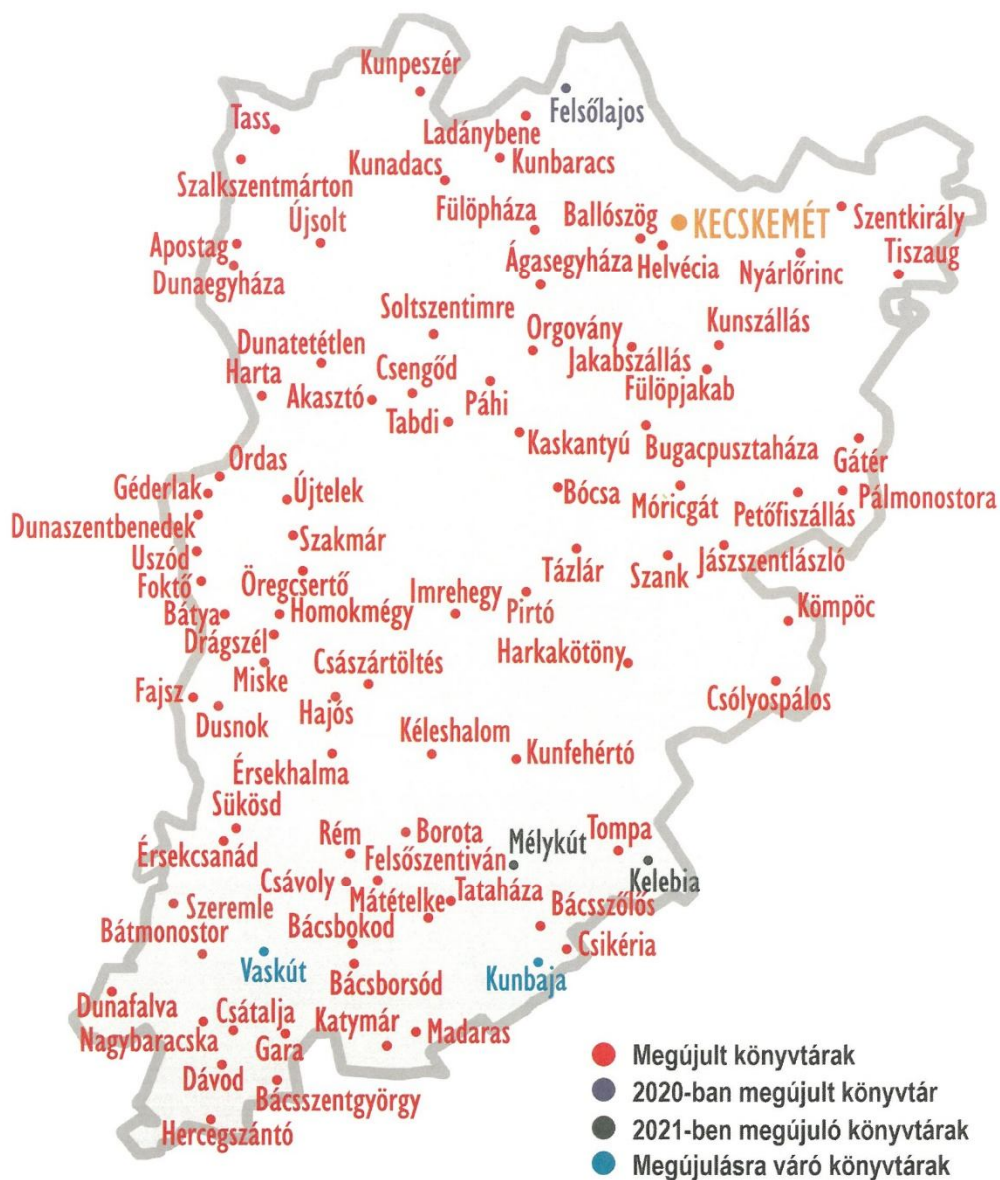 Kunpeszér
Felsőlajos
Tass
Ladánybene
Kunadacs
Kunbaracs
Szalkszentmárton
Újsolt
Fülöpháza
Ballószög
KECSKEMÉT
Szentkirály
Apostag
Dunaegyháza
Ágasegyháza
Helvécia
Nyárlőrinc
Tiszaug
Soltszentimre
Orgovány
Kunszállás
Dunatetétlen
Jakabszállás
Harta
Csengőd
Fülöpjakab
Akasztó
Páhi
Tabdi
Kaskantyú
Bugacpusztaháza
Gátér
Ordas
Géderlak
Újtelek
Bócsa
Móricgát
Petőfiszállás
Pálmonostora
Dunaszentbenedek
Szakmár
Uszód
Tázlár
Szank
Jászszentlászló
Foktő
Öregcsertő
Imrehegy
Pirtó
Kömpöc
Bátya
Homokmégy
Drágszél
Harkakötöny
Miske
Császártöltés
Fajsz
Csólyospálos
Dusnok
Hajós
Kéleshalom
Kunfehértó
Érsekhalma
Sükösd
Rém
Borota
Mélykút
Tompa
Érsekcsanád
Felsőszentiván
Kelebia
Csávoly
Mátételke
Tataháza
Bácsszőlős
Szeremle
Bátmonostor
Bácsbokod
Csikéria
Vaskút
Bácsborsód
Kunbaja
Dunafalva
Csátalja
Katymár
Madaras
Nagybaracska
Gara
Dávod
Bácsszentgyörgy
Hercegszántó
Megújult könyvtárak
2020-ban megújult könyvtár
2021-ben megújuló könyvtárak
Megújulásra váró könyvtárak